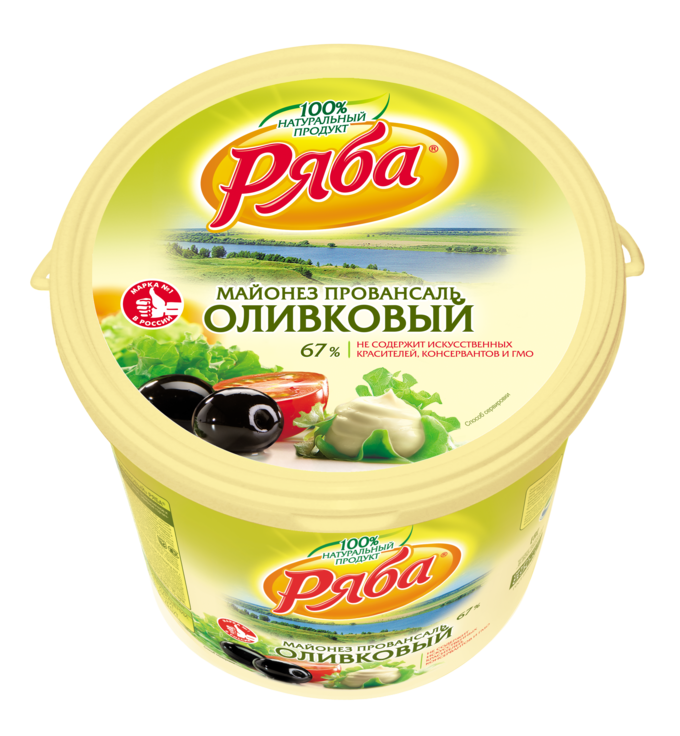 100%
НАТУРАЛЬНЫЙ
ПРОДУКТ
Ряба®
МАРКА №1
В РОССИИ
МАЙОНЕЗ ПРОВАНСАЛЬ
ОЛИВКОВЫЙ
67%
НЕ СОДЕРЖИТ ИСКУССТВЕННЫХ
КРАСИТЕЛЕЙ, КОНСЕРВАНТОВ И ГМО
Способ сервировки
100%
НАТУРАЛЬНЫЙ
ПРОДУКТ
Ряба®
67%
МАЙОНЕЗ ПРОВАНСАЛЬ
ОЛИВКОВЫЙ